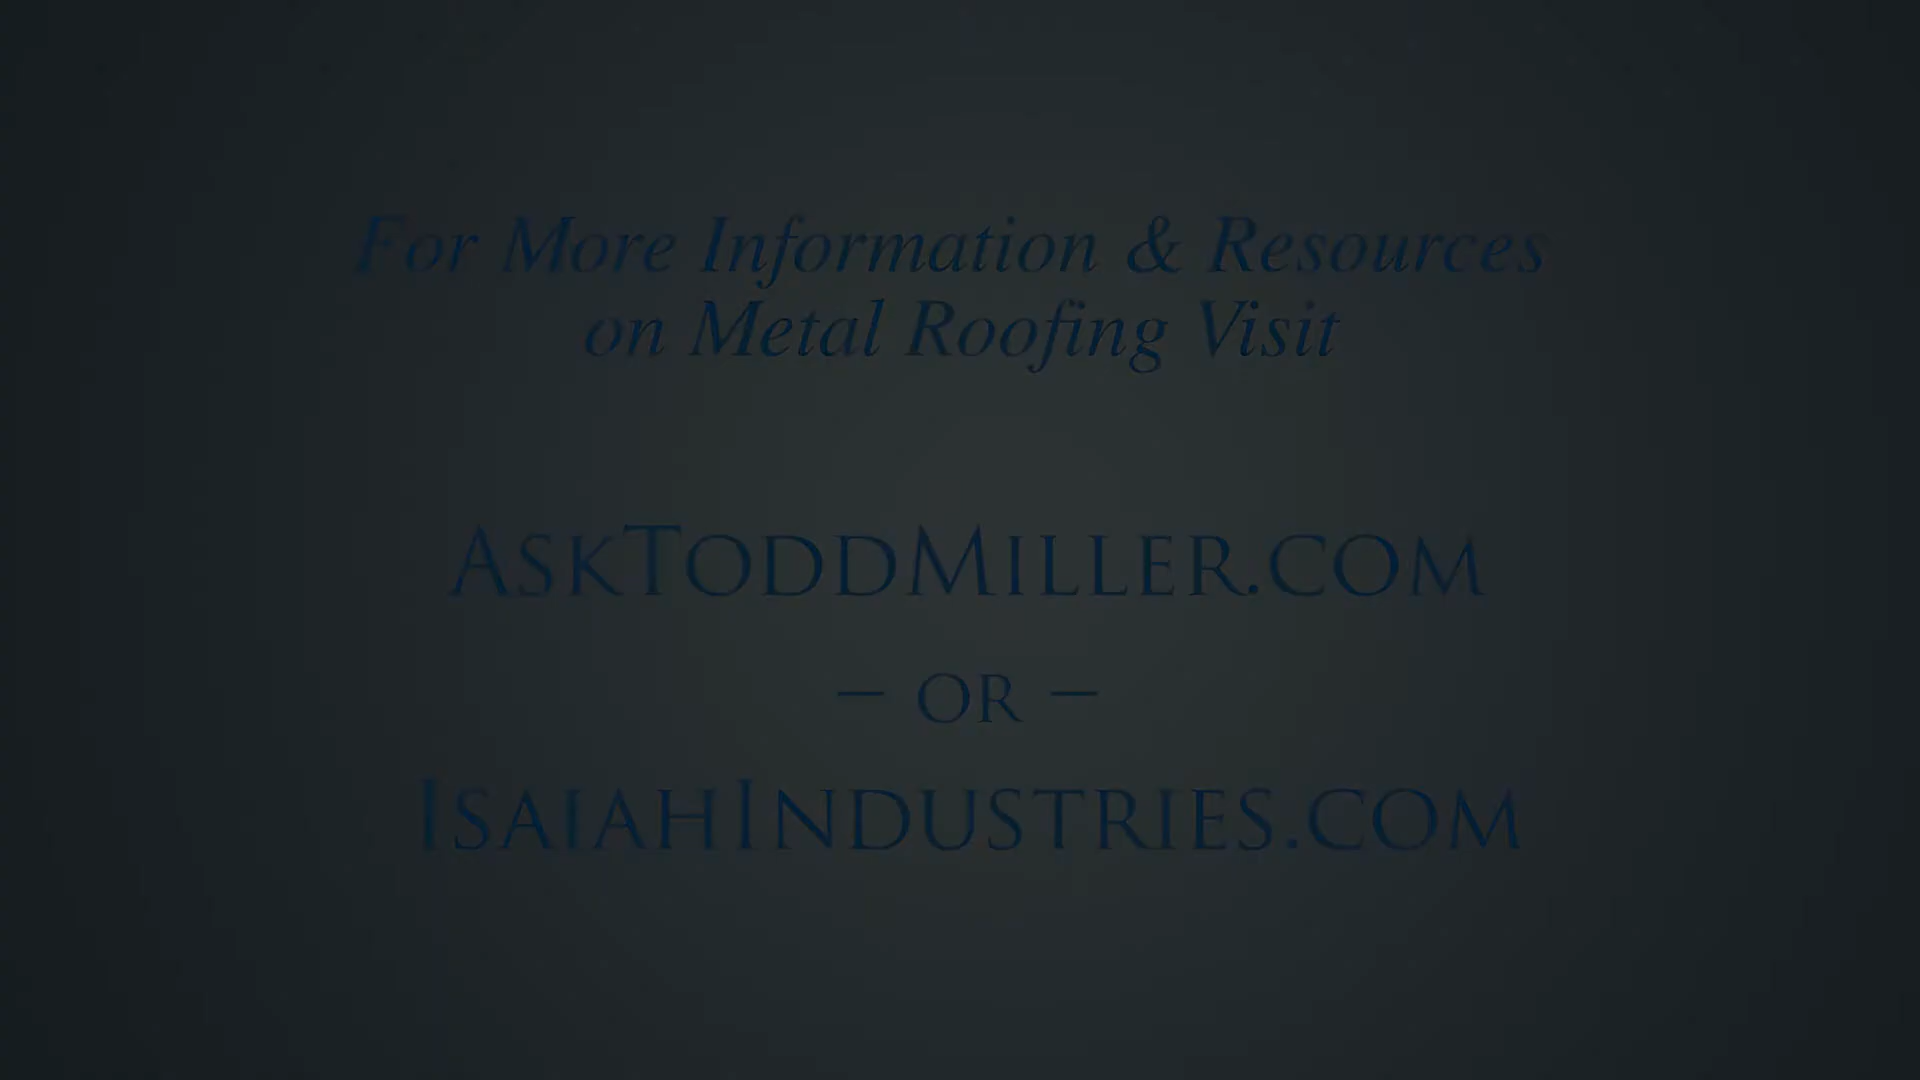 For More Information & Resources
on Metal Roofing Visit
AskToddMiller.com
– or –
IsaiahIndustries.com